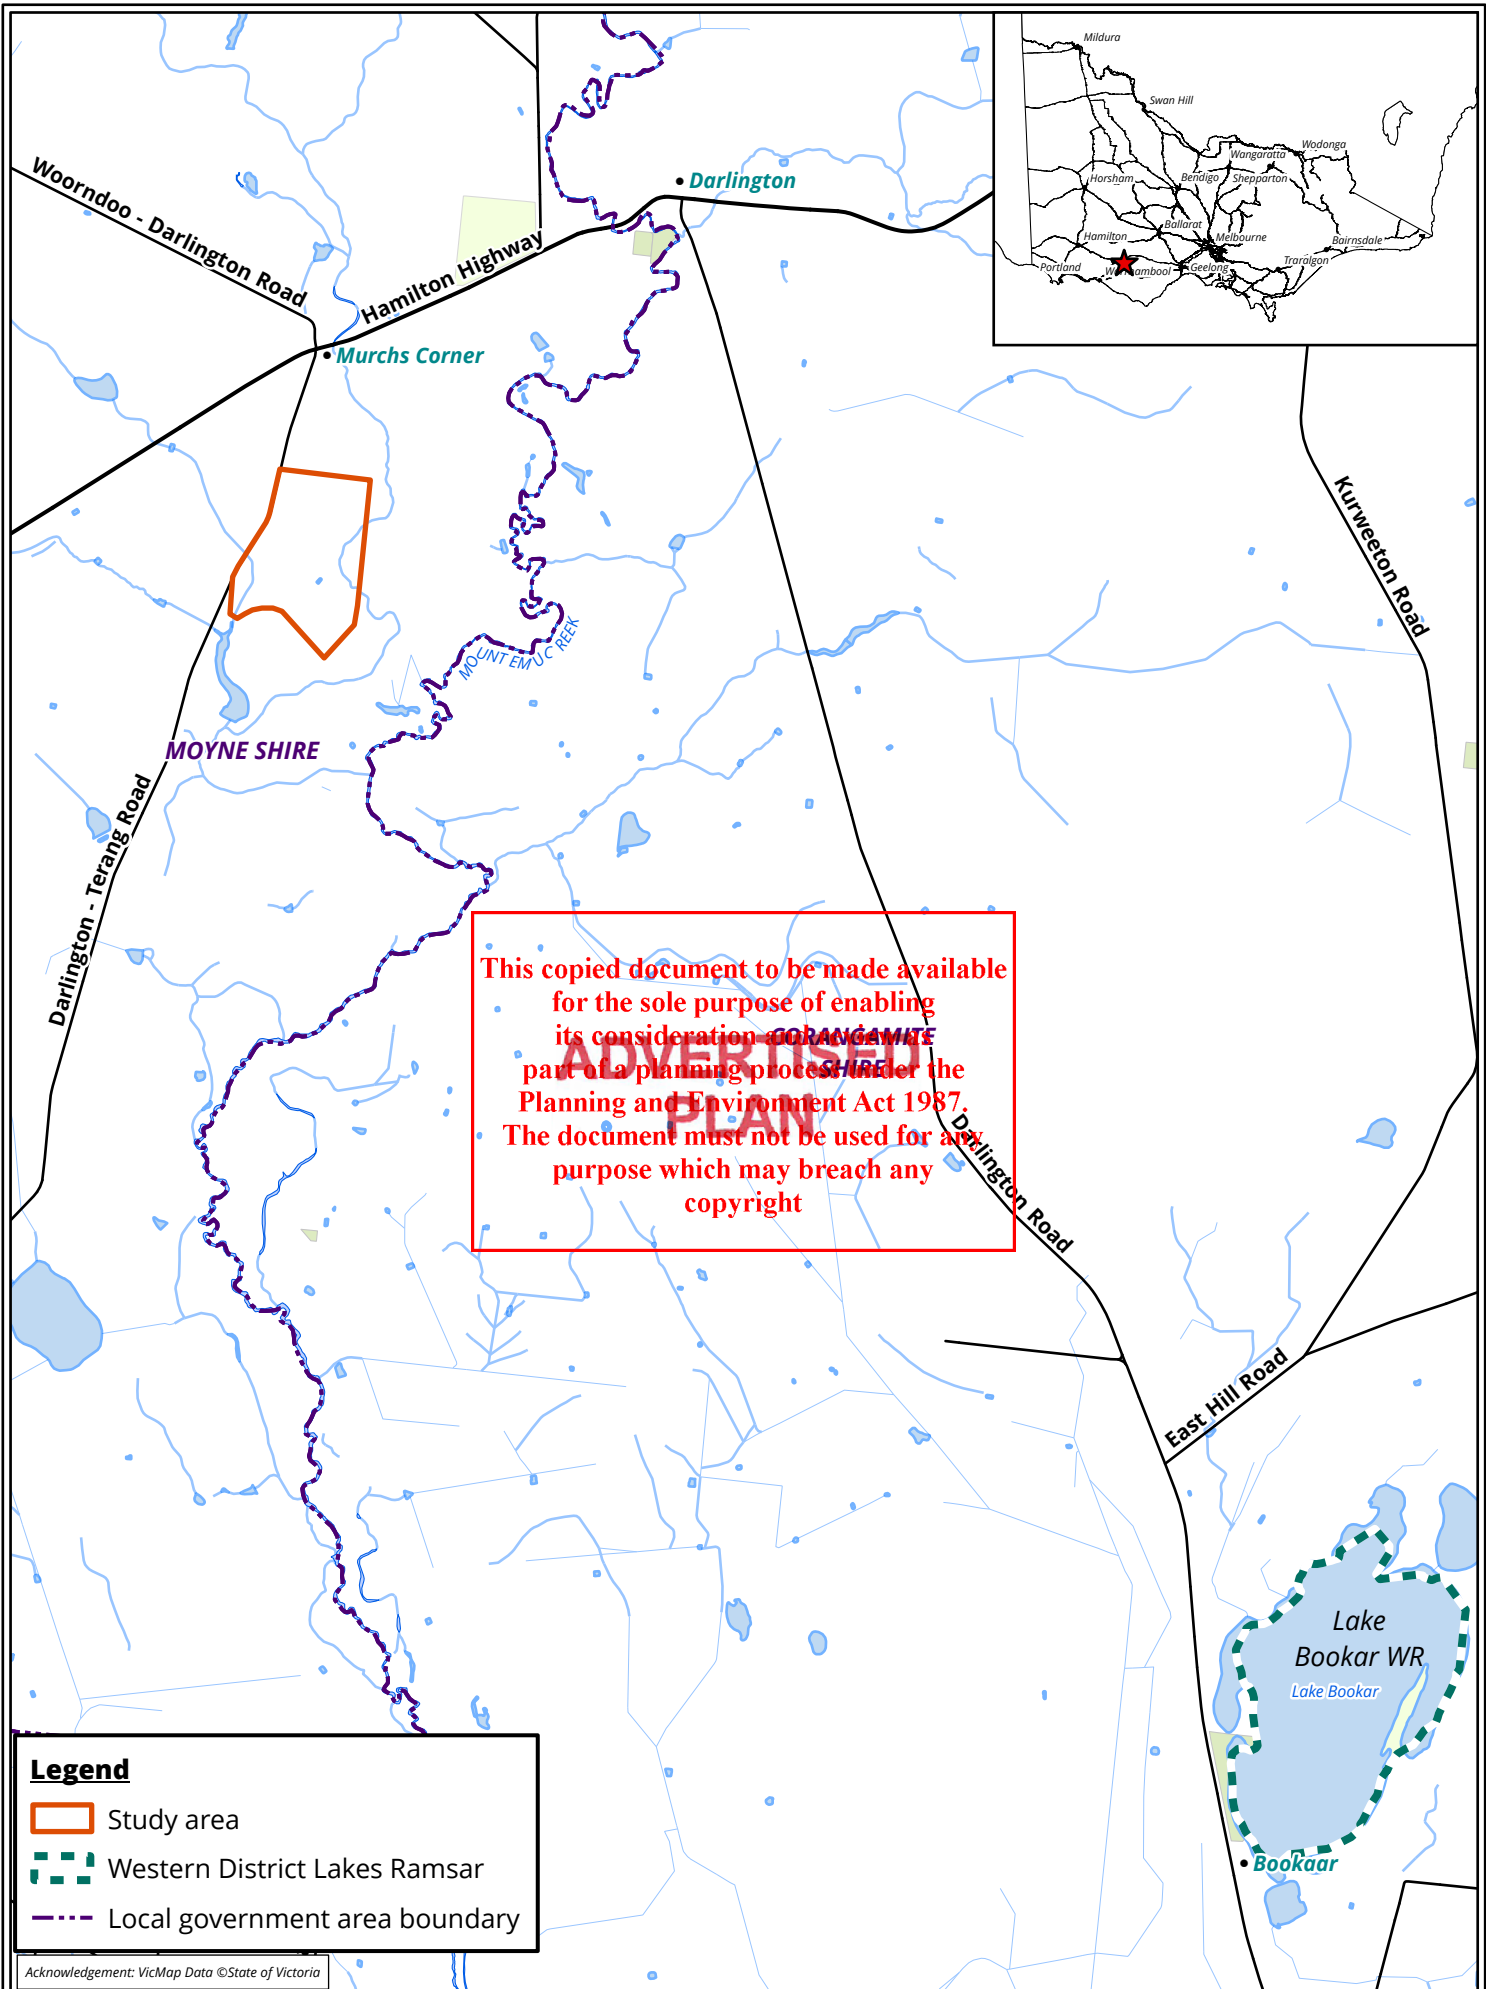 Mildura
Swan Hill
Wodonga
Wangaratta
Horsham
Bendigo
Shepparton
Ballarat
Hamilton
Melbourne
Bairnsdale
Portland
Geelong
Traralgon
Darlington
Woorndoo - Darlington Road
Hamilton Highway
Murchs Corner
Kurweeton Road
MOUNT EMU CREEK
MOYNE SHIRE
Darlington - Terang Road
This copied document to be made available
for the sole purpose of enabling
its consideration and review as
part of a planning process under the
Planning and Environment Act 1987.
The document must not be used for any
purpose which may breach any
copyright
ADVERTISED
PLAN
CORANGAMITE
SHIRE
Darlington Road
East Hill Road
Lake
Bookar WR
Lake Bookar
Bookaar
Legend
Study area
Western District Lakes Ramsar
Local government area boundary
Acknowledgement: VicMap Data ©State of Victoria